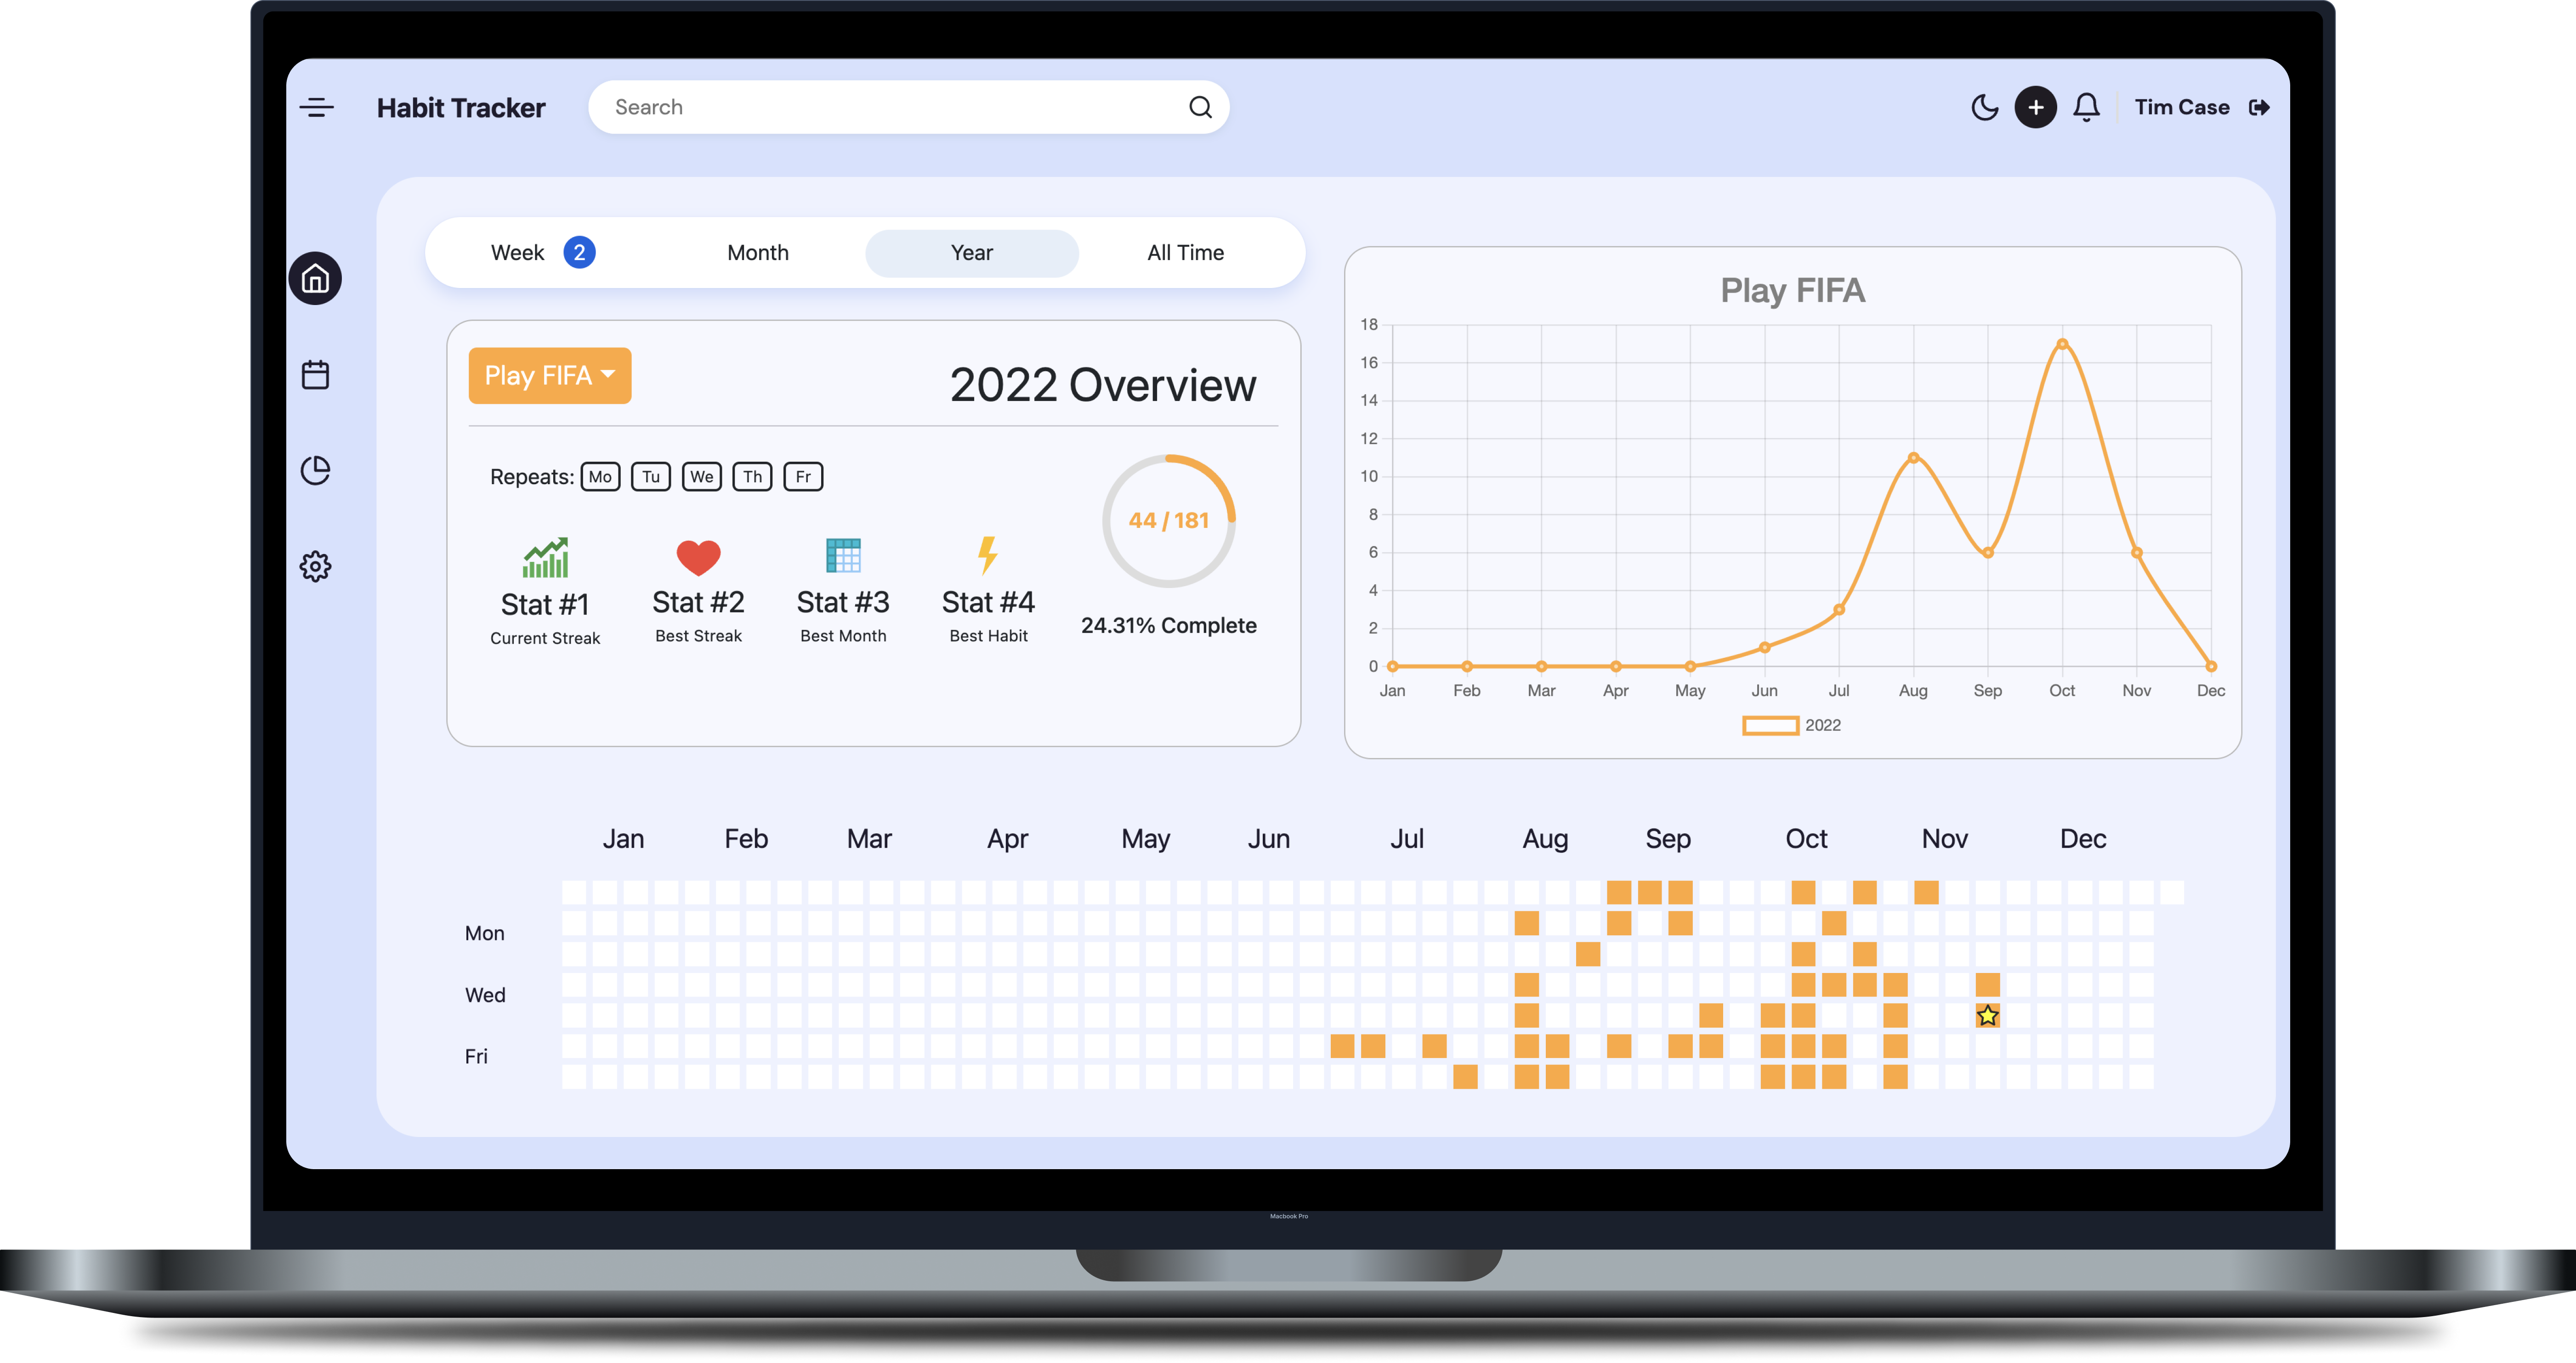 Habit Tracker
Search
Tim Case
Week 2 Month Year All Time
Play FIFA
2022 Overview
Repeats: Mo Tu We Th Fr
44 / 181
Stat #1 Stat #2 Stat #3 Stat #4
Current Streak Best Streak Best Month Best Habit
24.31% Complete
Play FIFA
18
16
14
12
10
8
6
4
2
0
Jan Feb Mar Apr May Jun Jul Aug Sep Oct Nov Dec
2022
Jan Feb Mar Apr May Jun Jul Aug Sep Oct Nov Dec
Mon
Wed
Fri
Macbook Pro